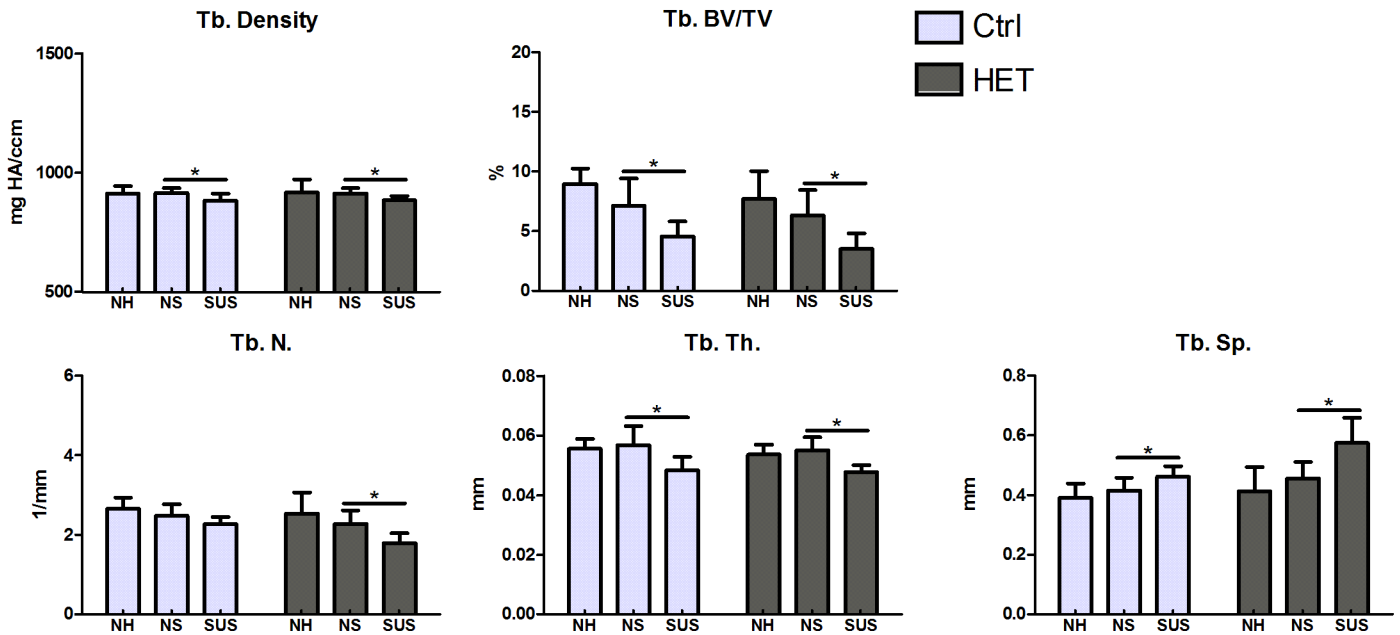 Tb. Density
mg HA/ccm
1500
1000
500
*
*
NH NS SUS NH NS SUS
Tb. BV/TV
%
20
15
10
5
0
*
*
NH NS SUS NH NS SUS
Ctrl
HET
Tb. N.
1/mm
6
4
2
0
*
NH NS SUS NH NS SUS
Tb. Th.
mm
0.08
0.06
0.04
0.02
0.00
*
*
NH NS SUS NH NS SUS
Tb. Sp.
mm
0.8
0.6
0.4
0.2
0.0
*
*
NH NS SUS NH NS SUS